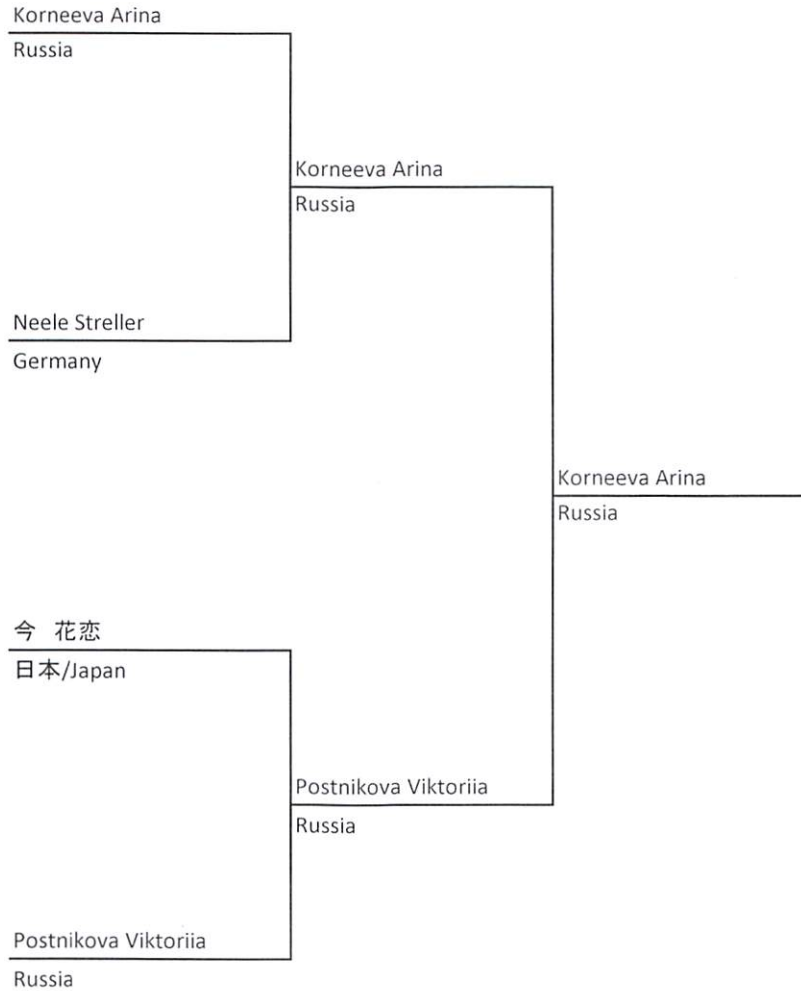 Korneeva Arina
Russia
Korneeva Arina
Russia
Neele Streller
Germany
Korneeva Arina
Russia
今 花恋
日本/Japan
Postnikova Viktoriia
Russia
Postnikova Viktoriia
Russia